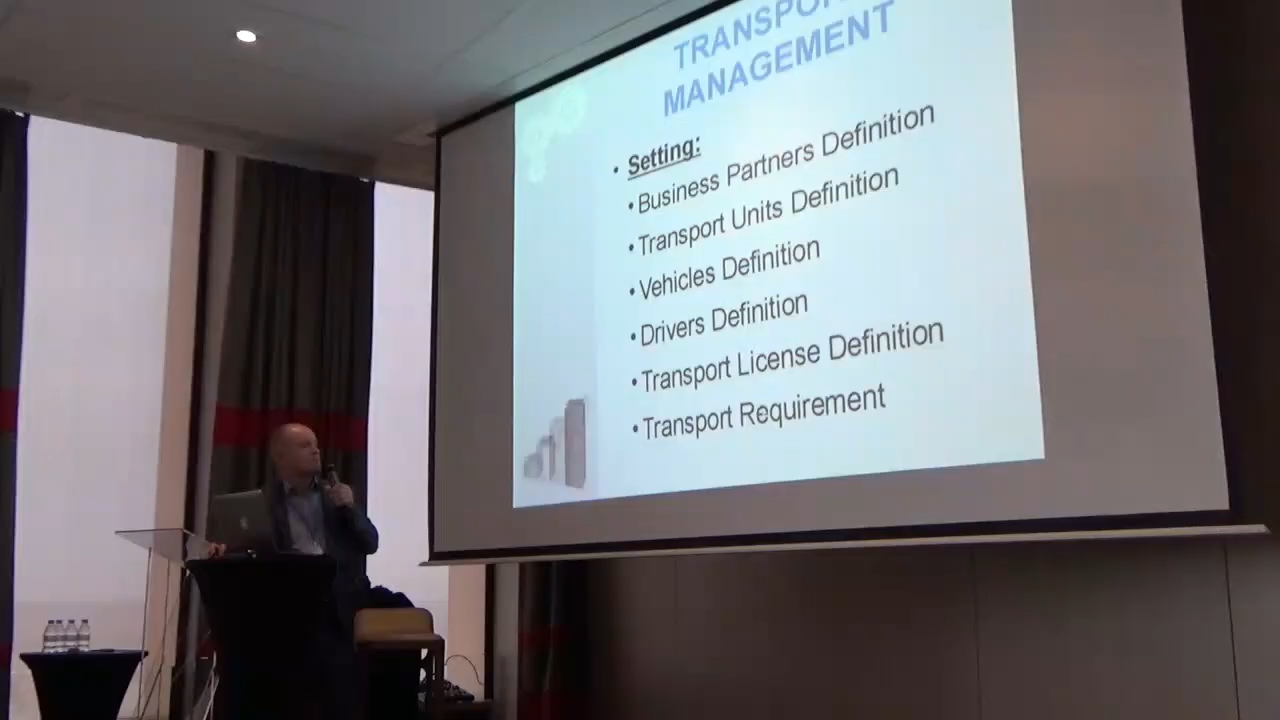 MANAGEMENT
• Setting:
• Business Partners Definition
• Transport Units Definition
• Vehicles Definition
• Drivers Definition
• Transport License Definition
• Transport Requirement